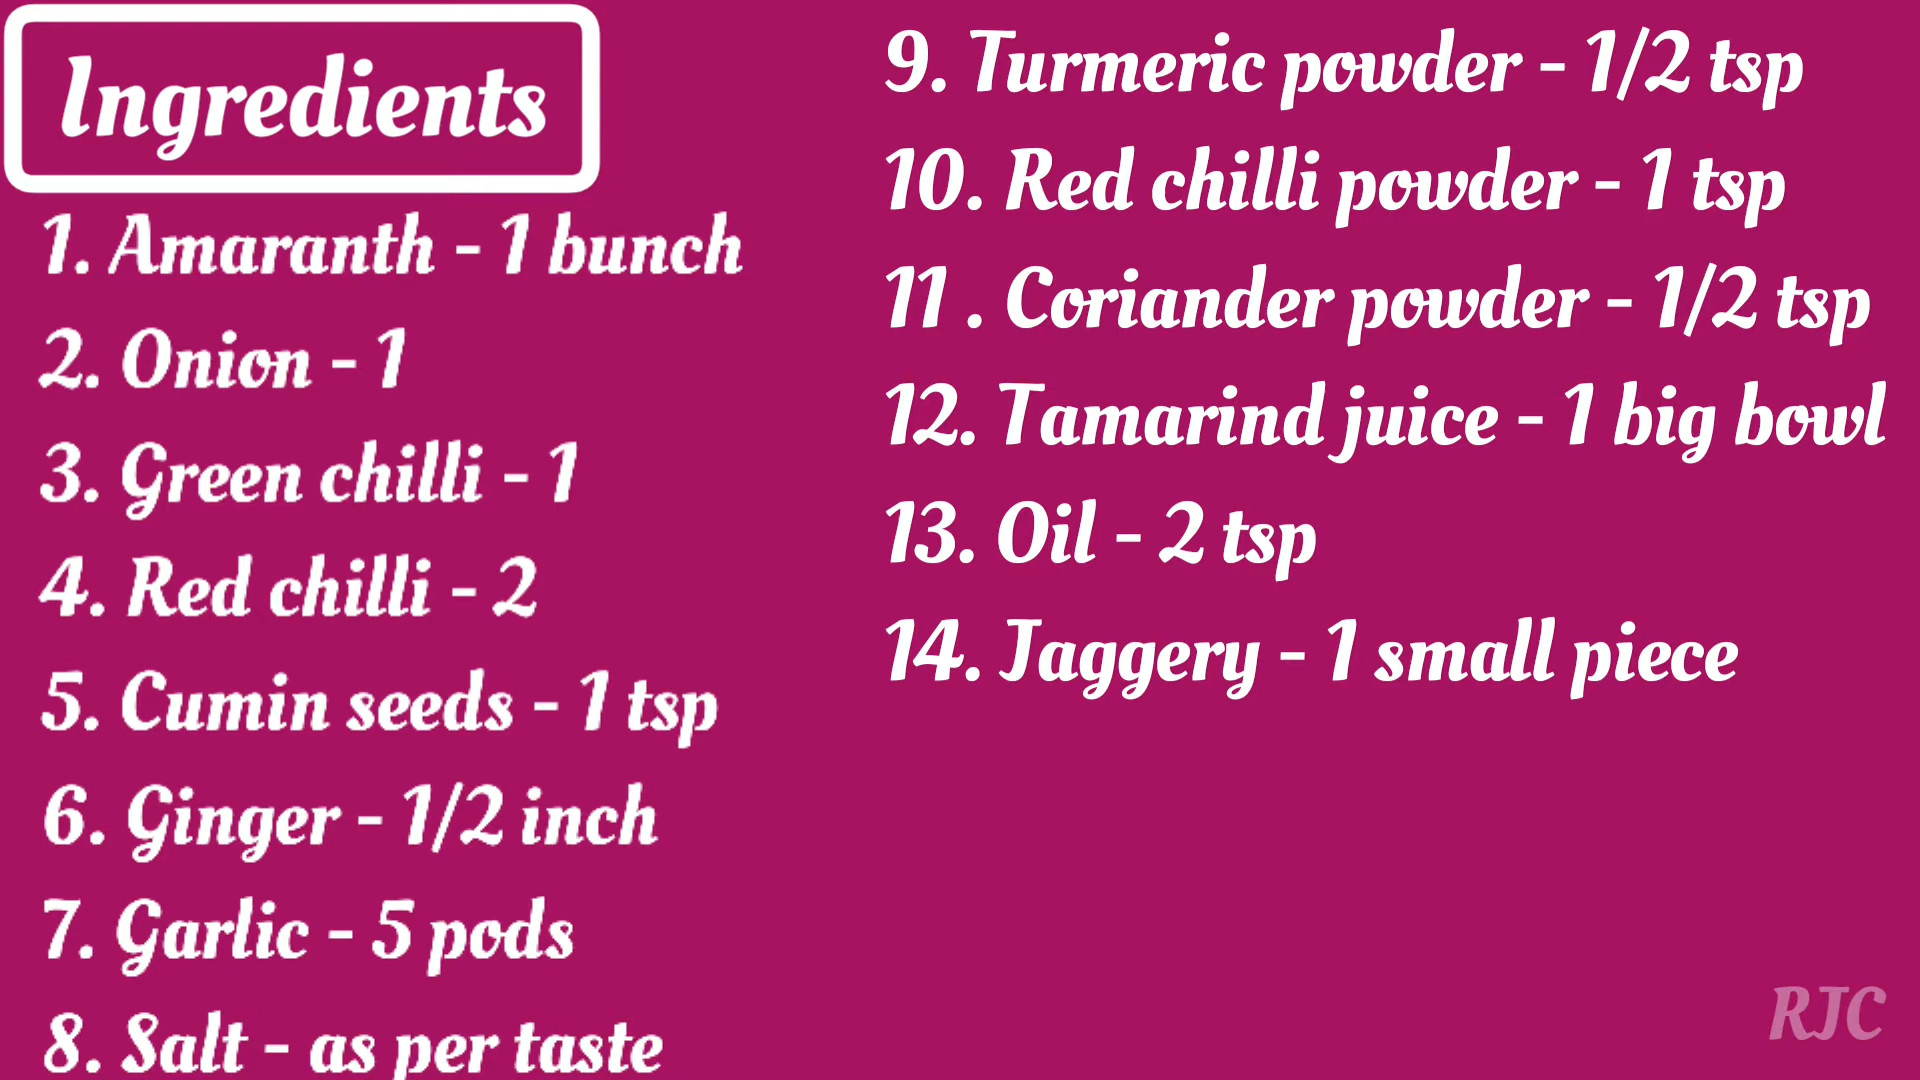 Ingredients
1. Amaranth - 1 bunch
2. Onion - 1
3. Green chilli - 1
4. Red chilli - 2
5. Cumin seeds - 1 tsp
6. Ginger - 1/2 inch
7. Garlic - 5 pods
8. Salt - as per taste
9. Turmeric powder - 1/2 tsp
10. Red chilli powder - 1 tsp
11 . Coriander powder - 1/2 tsp
12. Tamarind juice - 1 big bowl
13. Oil - 2 tsp
14. Jaggery - 1 small piece
RJC